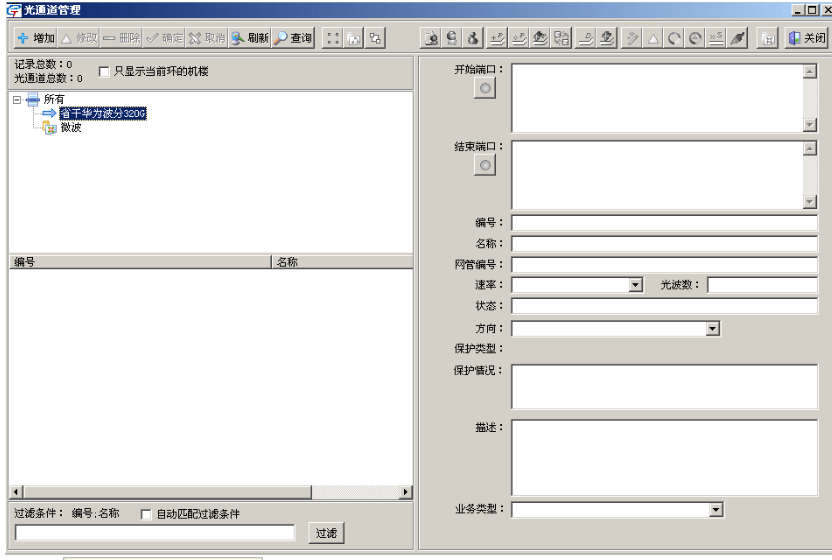 光通道管理
增加 修改 删除 确定 取消 刷新 查询 关闭
记录总数：0
光通道总数：0
只显示当前环的机楼
所有
省干华为波分320G
微波
编号 名称
过滤条件： 编号;名称 自动匹配过滤条件
过滤
开始端口：
结束端口：
编号：
名称：
网管编号：
速率： 光波数：
状态：
方向：
保护类型：
保护情况：
描述：
业务类型：